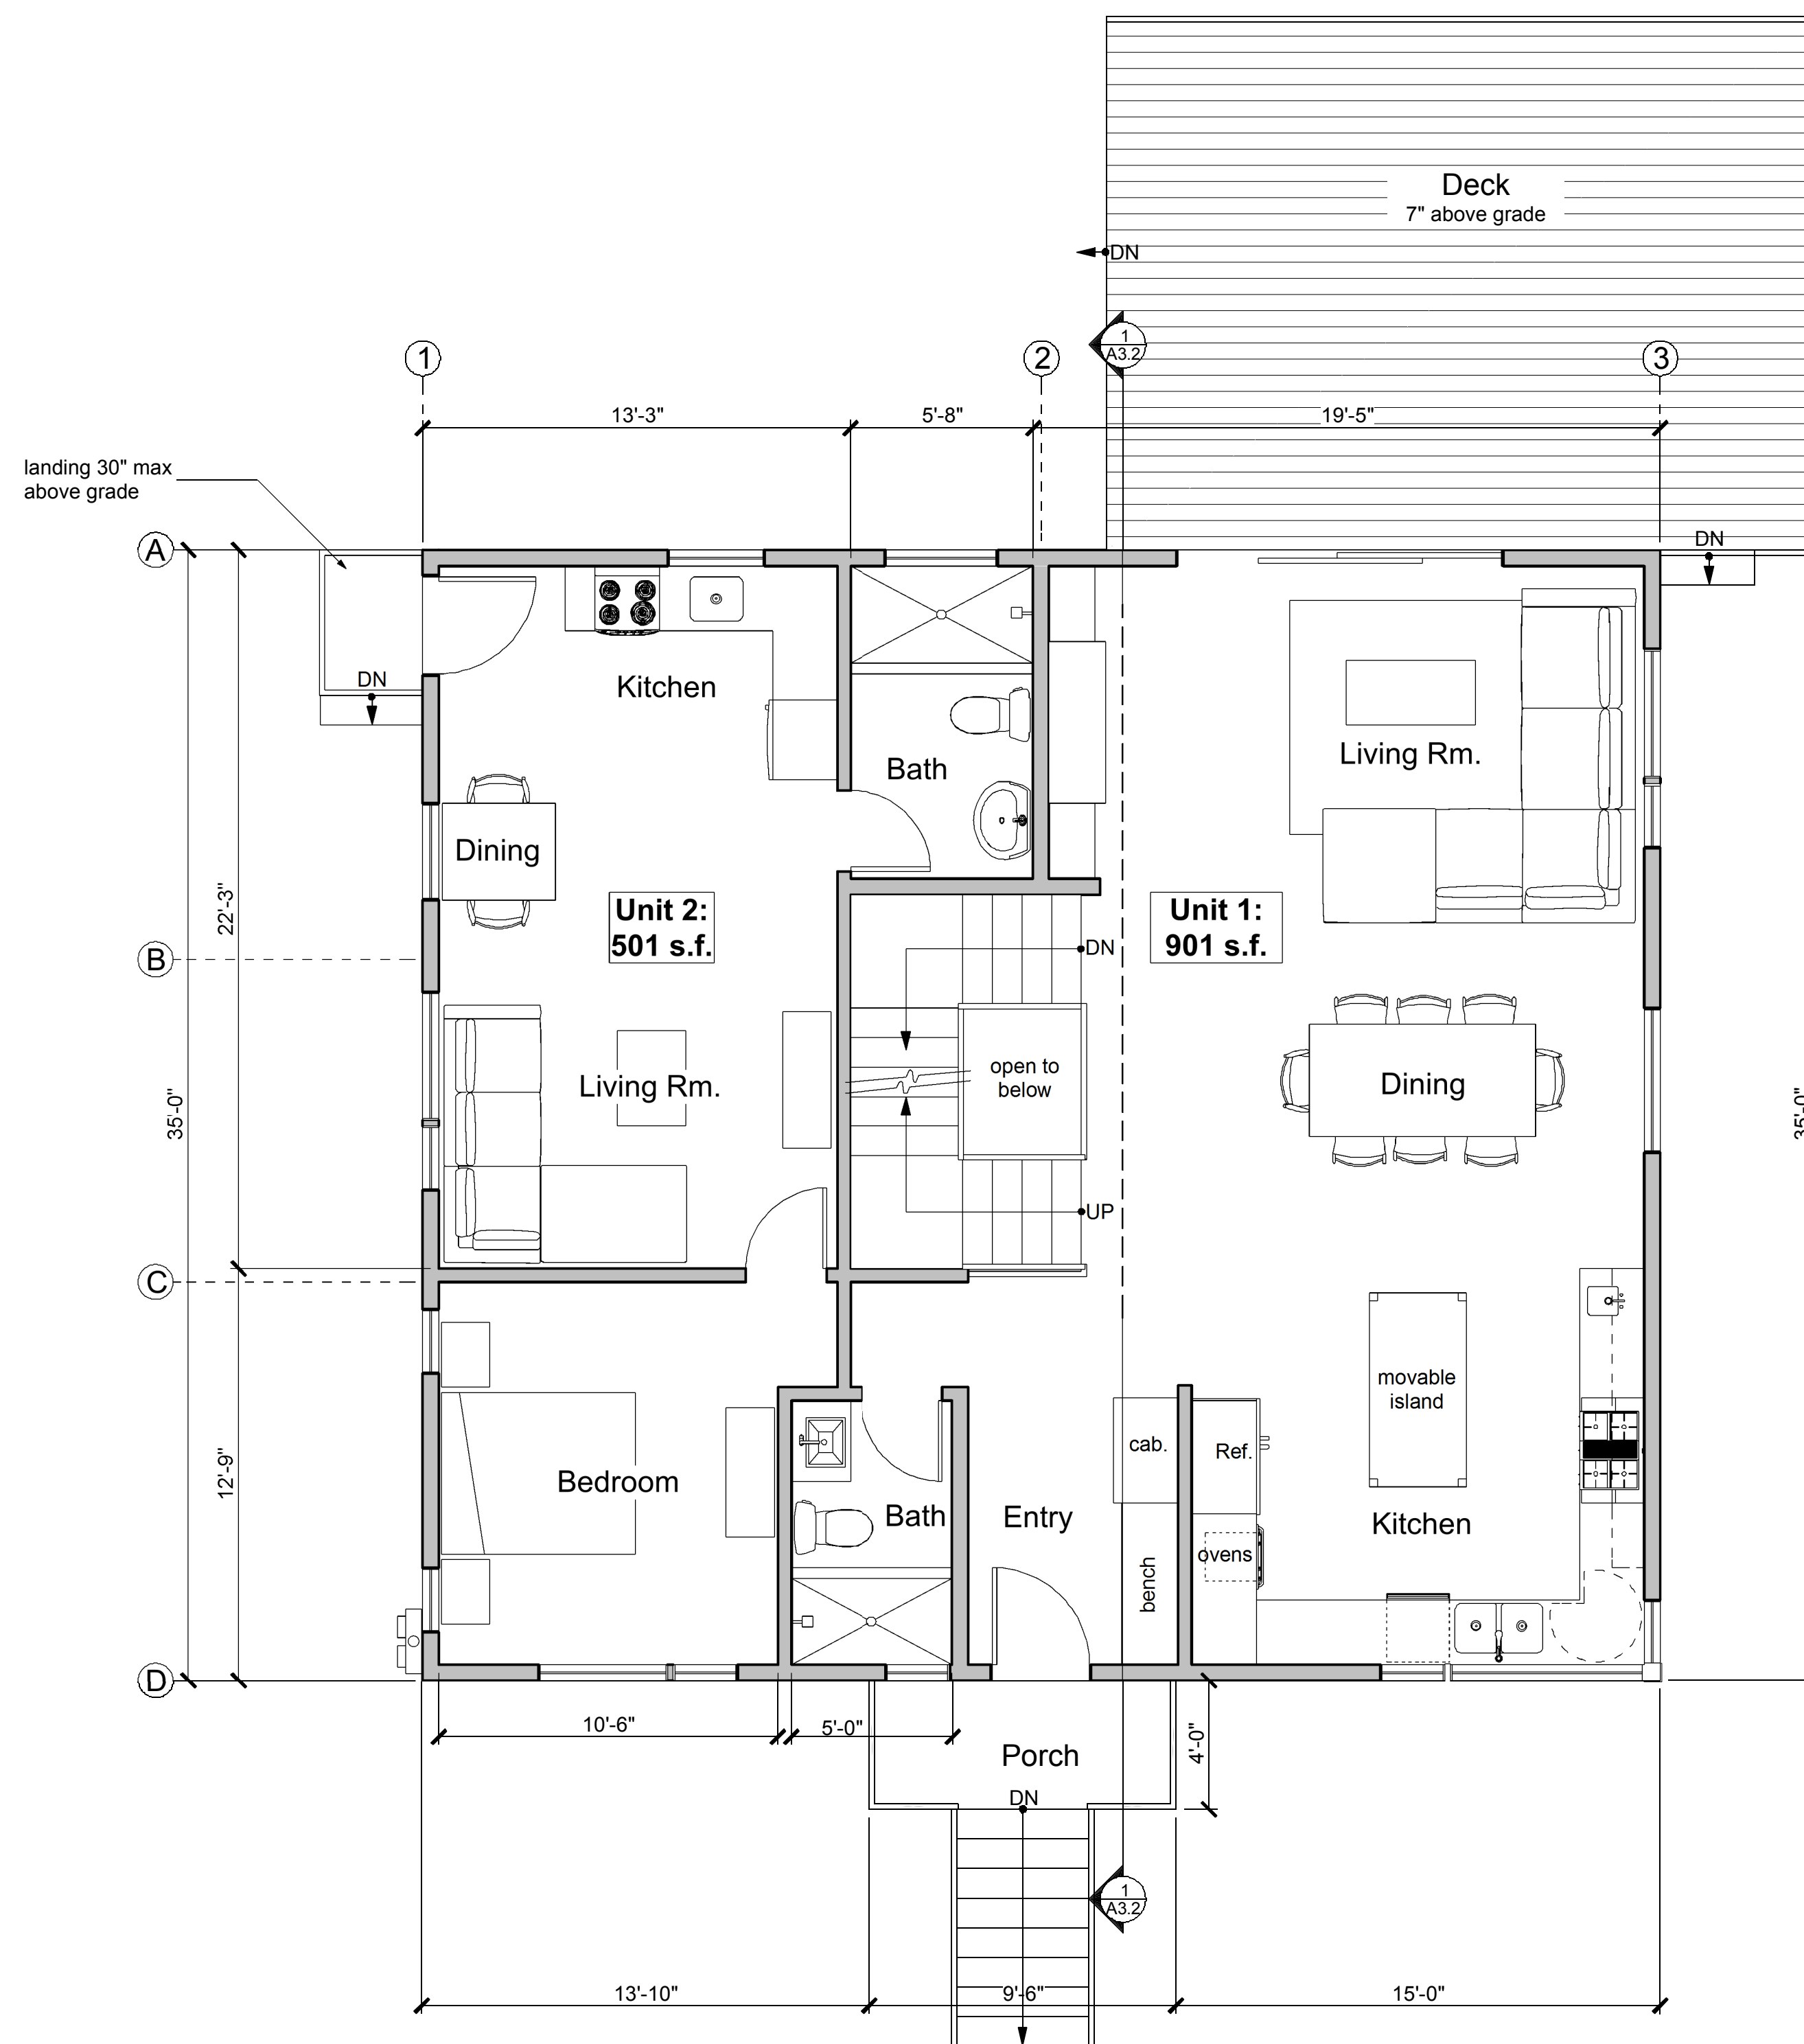 Deck
7" above grade
DN
1
A3.2
1
2
3
13'-3"
5'-8"
19'-5"
landing 30" max
above grade
A
DN
DN
Kitchen
Bath
Living Rm.
Dining
22'-3"
Unit 2:
501 s.f.
Unit 1:
901 s.f.
B
DN
35'-0"
open to
below
Living Rm.
Dining
35'-0"
UP
C
movable
island
12'-9"
Bedroom
cab.
Ref.
Bath
Entry
Kitchen
ovens
bench
D
10'-6"
5'-0"
4'-0"
Porch
DN
1
A3.2
13'-10"
9'-6"
15'-0"